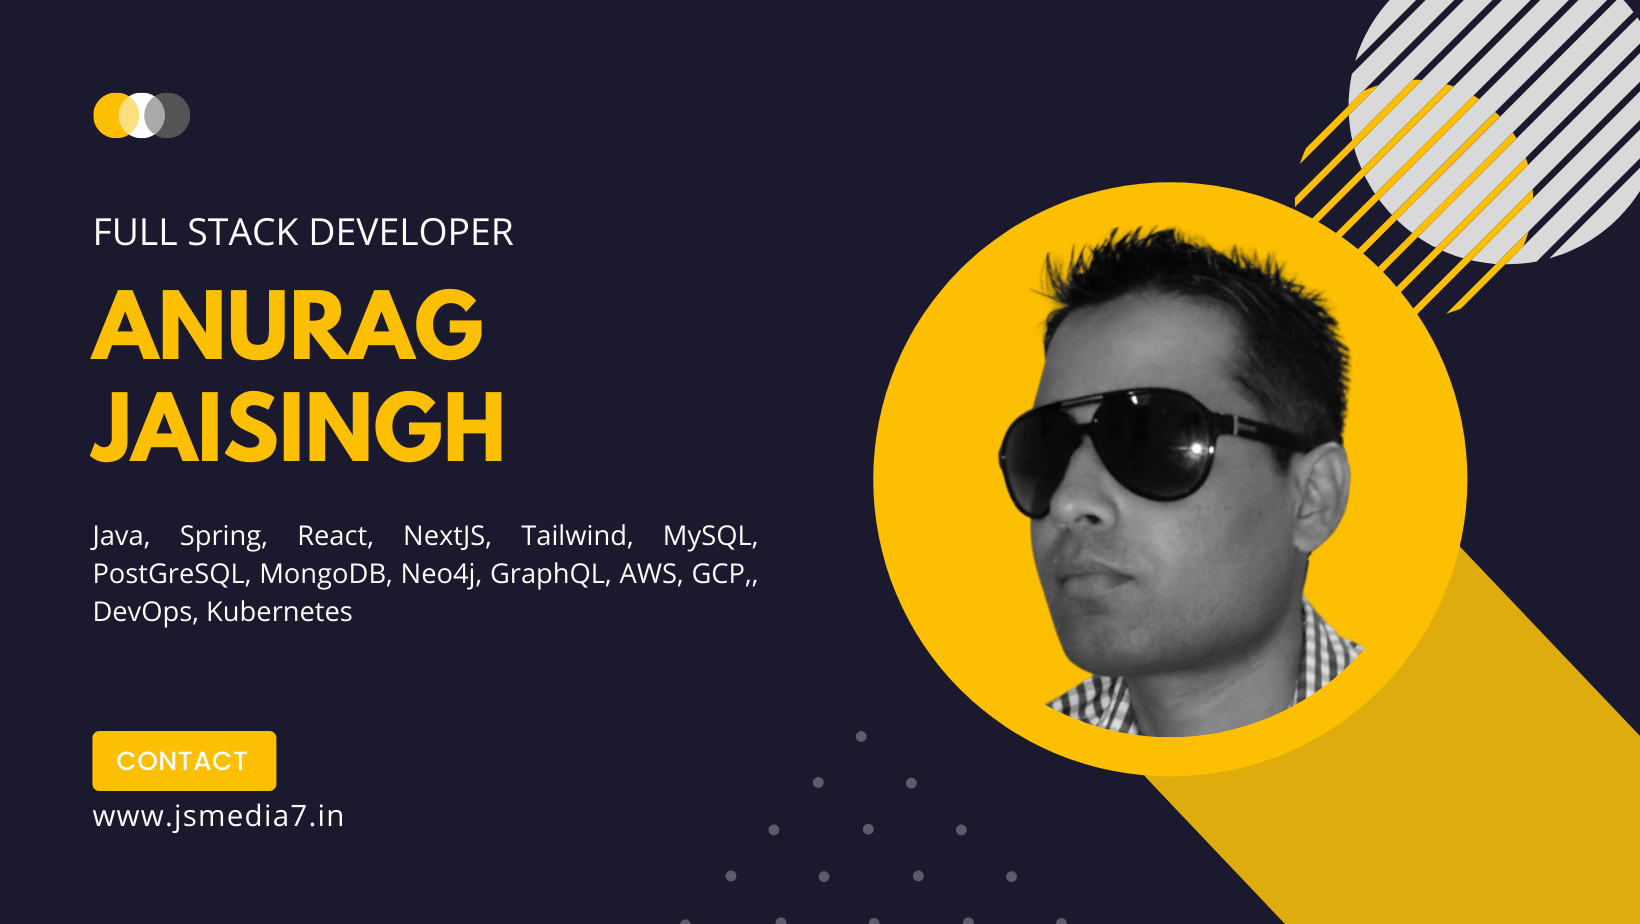 FULL STACK DEVELOPER
ANURAG
JAISINGH
Java, Spring, React, NextJS, Tailwind, MySQL,
PostGreSQL, MongoDB, Neo4j, GraphQL, AWS, GCP,,
DevOps, Kubernetes
CONTACT
www.jsmedia7.in